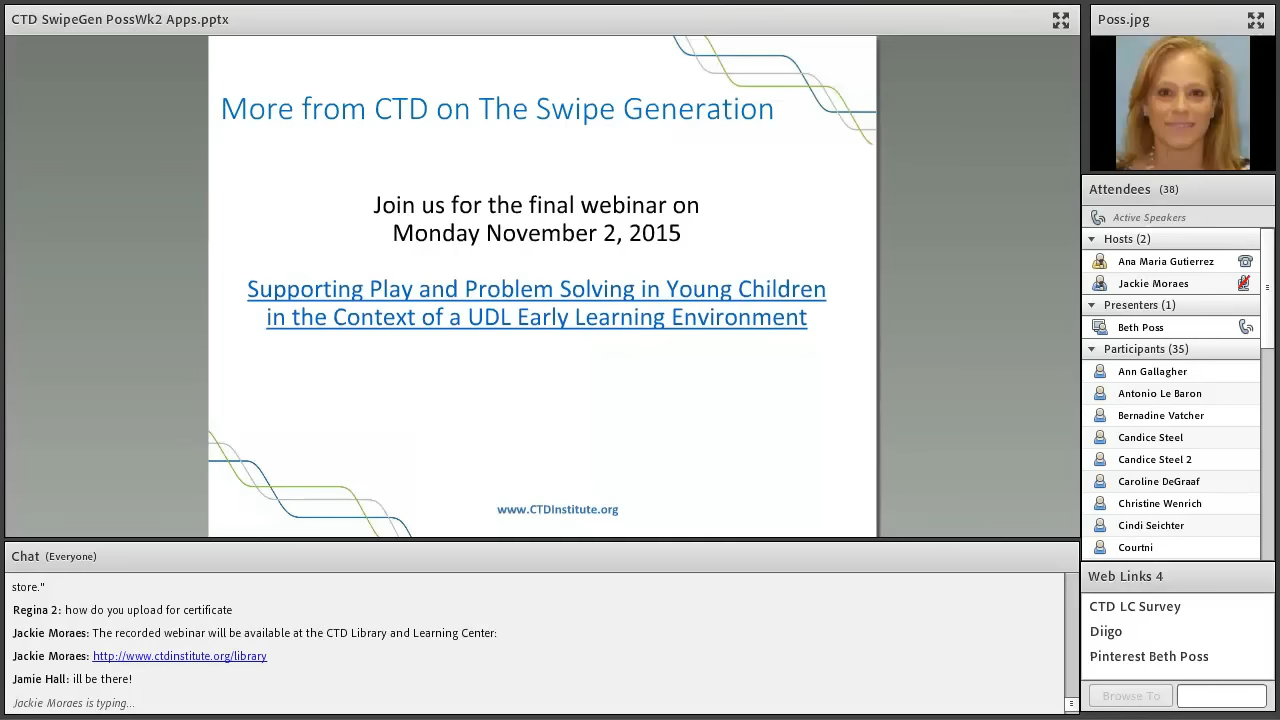 CTD SwipeGen PossWk2 Apps.pptx
More from CTD on The Swipe Generation
Join us for the final webinar on
Monday November 2, 2015
Supporting Play and Problem Solving in Young Children
in the Context of a UDL Early Learning Environment
www.CTDInstitute.org
Chat (Everyone)
store."
Regina 2: how do you upload for certificate
Jackie Moraes: The recorded webinar will be available at the CTD Library and Learning Center:
Jackie Moraes: http://www.ctdinstitute.org/library
Jamie Hall: ill be there!
Jackie Moraes is typing...
Poss.jpg
Attendees (38)
Active Speakers
Hosts (2)
Ana Maria Gutierrez
Jackie Moraes
Presenters (1)
Beth Poss
Participants (35)
Ann Gallagher
Antonio Le Baron
Bernadine Vatcher
Candice Steel
Candice Steel 2
Caroline DeGraaf
Christine Wenrich
Cindi Seichter
Courtni
Web Links 4
CTD LC Survey
Diigo
Pinterest Beth Poss
Browse To